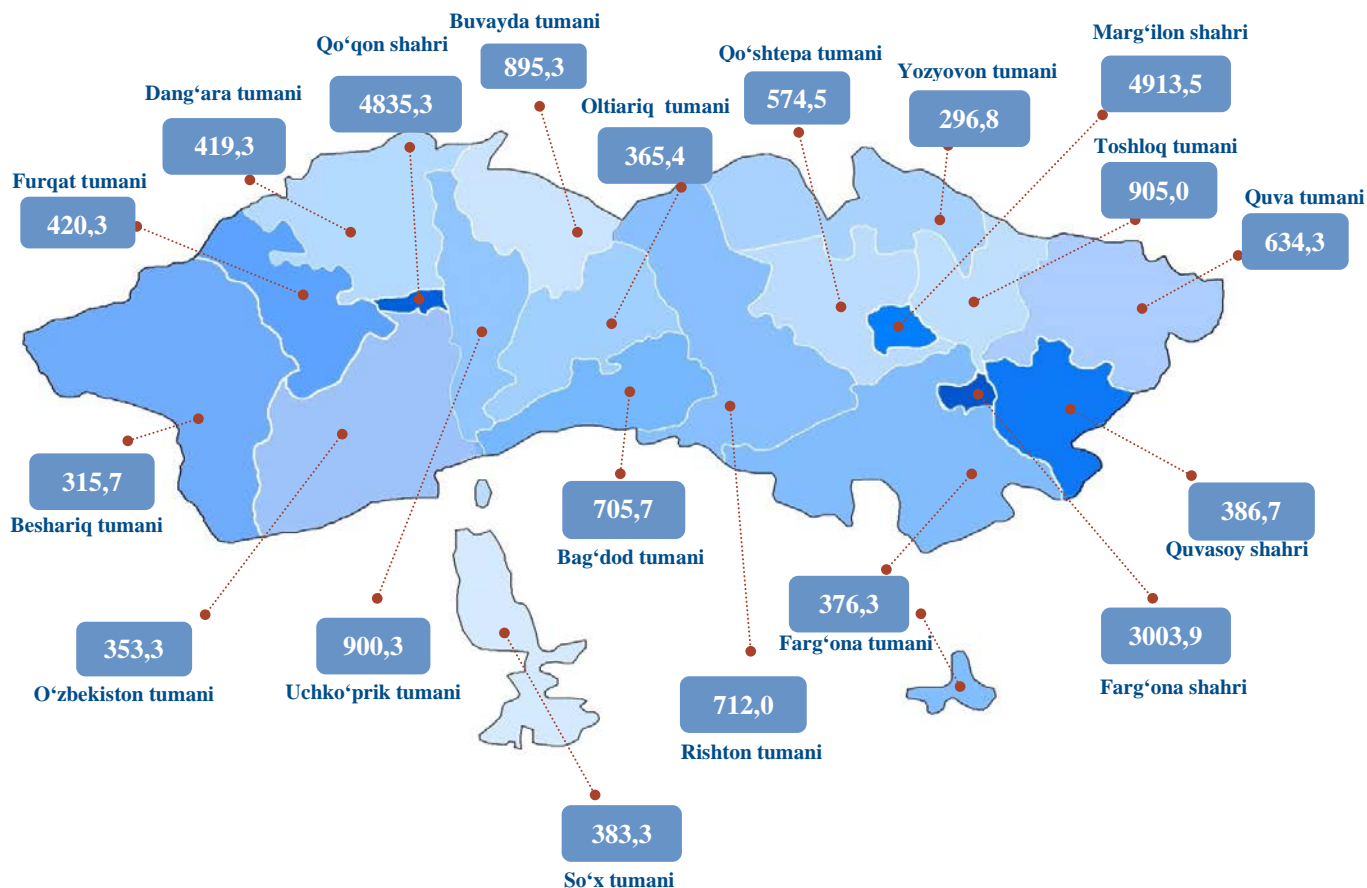 Buvayda tumani
895,3
Qo‘qon shahri
4835,3
Marg‘ilon shahri
4913,5
Qo‘shtepa tumani
574,5
Yozyovon tumani
296,8
Dang‘ara tumani
419,3
Oltiariq tumani
365,4
Toshloq tumani
905,0
Furqat tumani
420,3
Quva tumani
634,3
315,7
Beshariq tumani
705,7
Bag‘dod tumani
386,7
Quvasoy shahri
353,3
O‘zbekiston tumani
900,3
Uchko‘prik tumani
376,3
Farg‘ona tumani
3003,9
Farg‘ona shahri
712,0
Rishton tumani
383,3
So‘x tumani